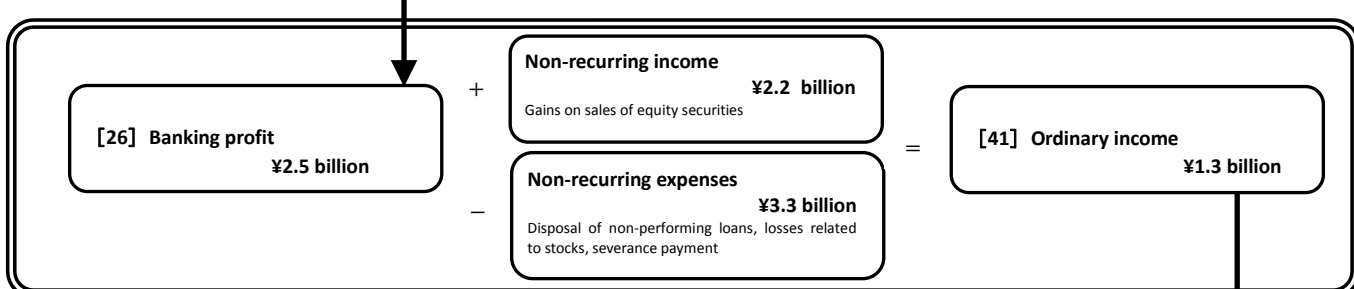 [26] Banking profit
¥2.5 billion
+
Non-recurring income
¥2.2 billion
Gains on sales of equity securities
−
Non-recurring expenses
¥3.3 billion
Disposal of non-performing loans, losses related
to stocks, severance payment
=
[41] Ordinary income
¥1.3 billion